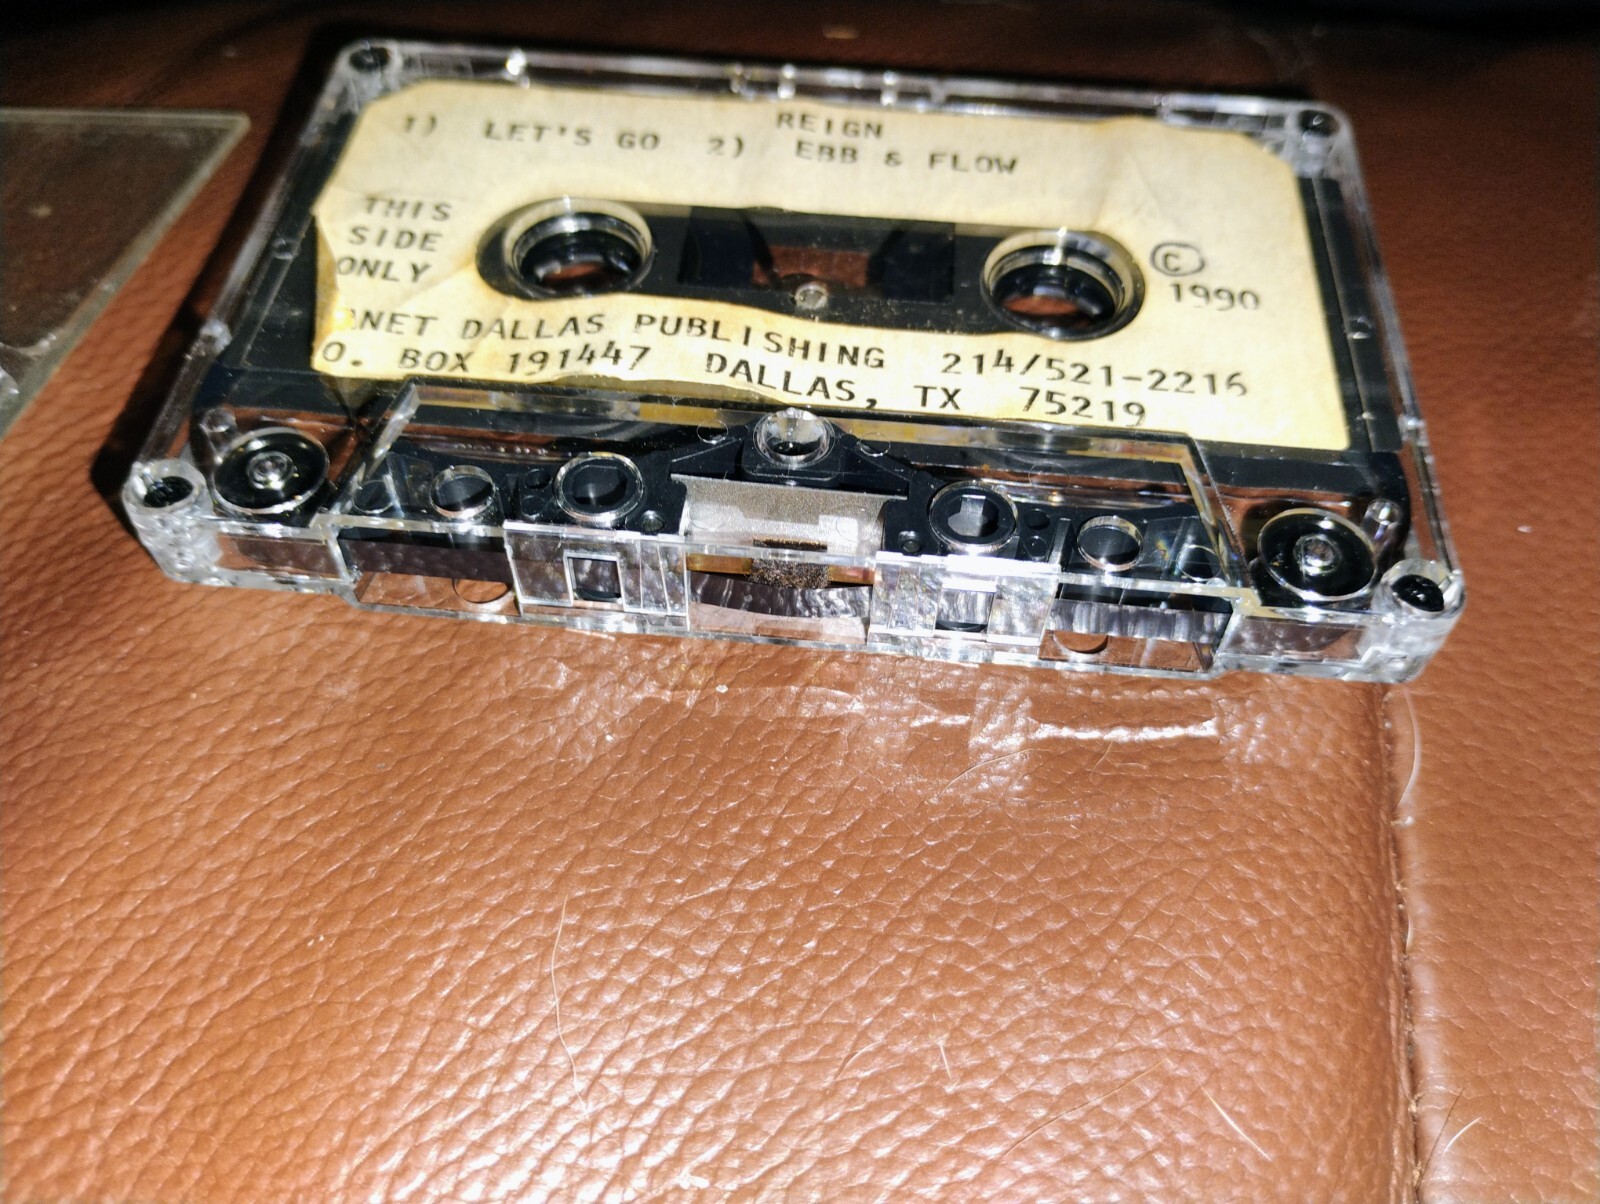 REIGN
1) LET'S GO 2) EBB & FLOW
THIS
SIDE
ONLY
© 1990
NET DALLAS PUBLISHING 214/521-2216
O. BOX 191447 DALLAS, TX 75219